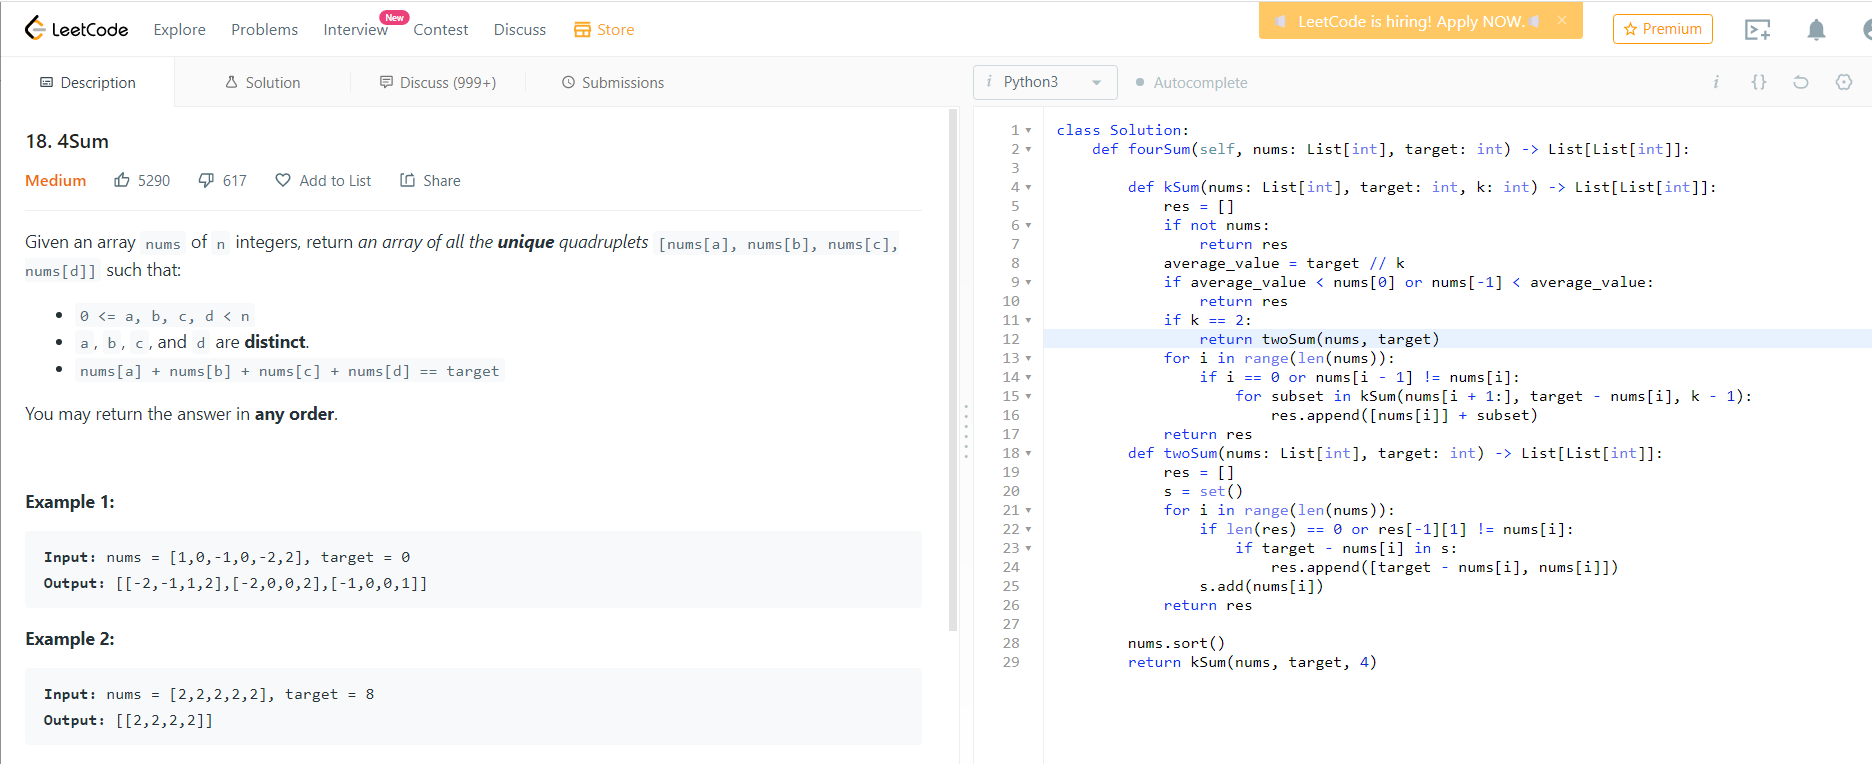 LeetCode Explore Problems Interview New Contest Discuss Store LeetCode is hiring! Apply NOW. × Premium
Description Solution Discuss (999+) Submissions
18. 4Sum
Medium 5290 617 Add to List Share
Given an array nums of n integers, return an array of all the unique quadruplets [nums[a], nums[b], nums[c],
nums[d]] such that:
• 0 <= a, b, c, d < n
• a, b, c, and d are distinct.
• nums[a] + nums[b] + nums[c] + nums[d] == target
You may return the answer in any order.
Example 1:
Input: nums = [1,0,-1,0,-2,2], target = 0
Output: [[-2,-1,1,2],[-2,0,0,2],[-1,0,0,1]]
Example 2:
Input: nums = [2,2,2,2,2], target = 8
Output: [[2,2,2,2]]
i Python3 Autocomplete i {}
1 class Solution:
2     def fourSum(self, nums: List[int], target: int) -> List[List[int]]:
3
4         def kSum(nums: List[int], target: int, k: int) -> List[List[int]]:
5             res = []
6             if not nums:
7                 return res
8             average_value = target // k
9             if average_value < nums[0] or nums[-1] < average_value:
10                 return res
11             if k == 2:
12                 return twoSum(nums, target)
13             for i in range(len(nums)):
14                 if i == 0 or nums[i - 1] != nums[i]:
15                     for subset in kSum(nums[i + 1:], target - nums[i], k - 1):
16                         res.append([nums[i]] + subset)
17             return res
18         def twoSum(nums: List[int], target: int) -> List[List[int]]:
19             res = []
20             s = set()
21             for i in range(len(nums)):
22                 if len(res) == 0 or res[-1][1] != nums[i]:
23                     if target - nums[i] in s:
24                         res.append([target - nums[i], nums[i]])
25                 s.add(nums[i])
26             return res
27
28         nums.sort()
29         return kSum(nums, target, 4)